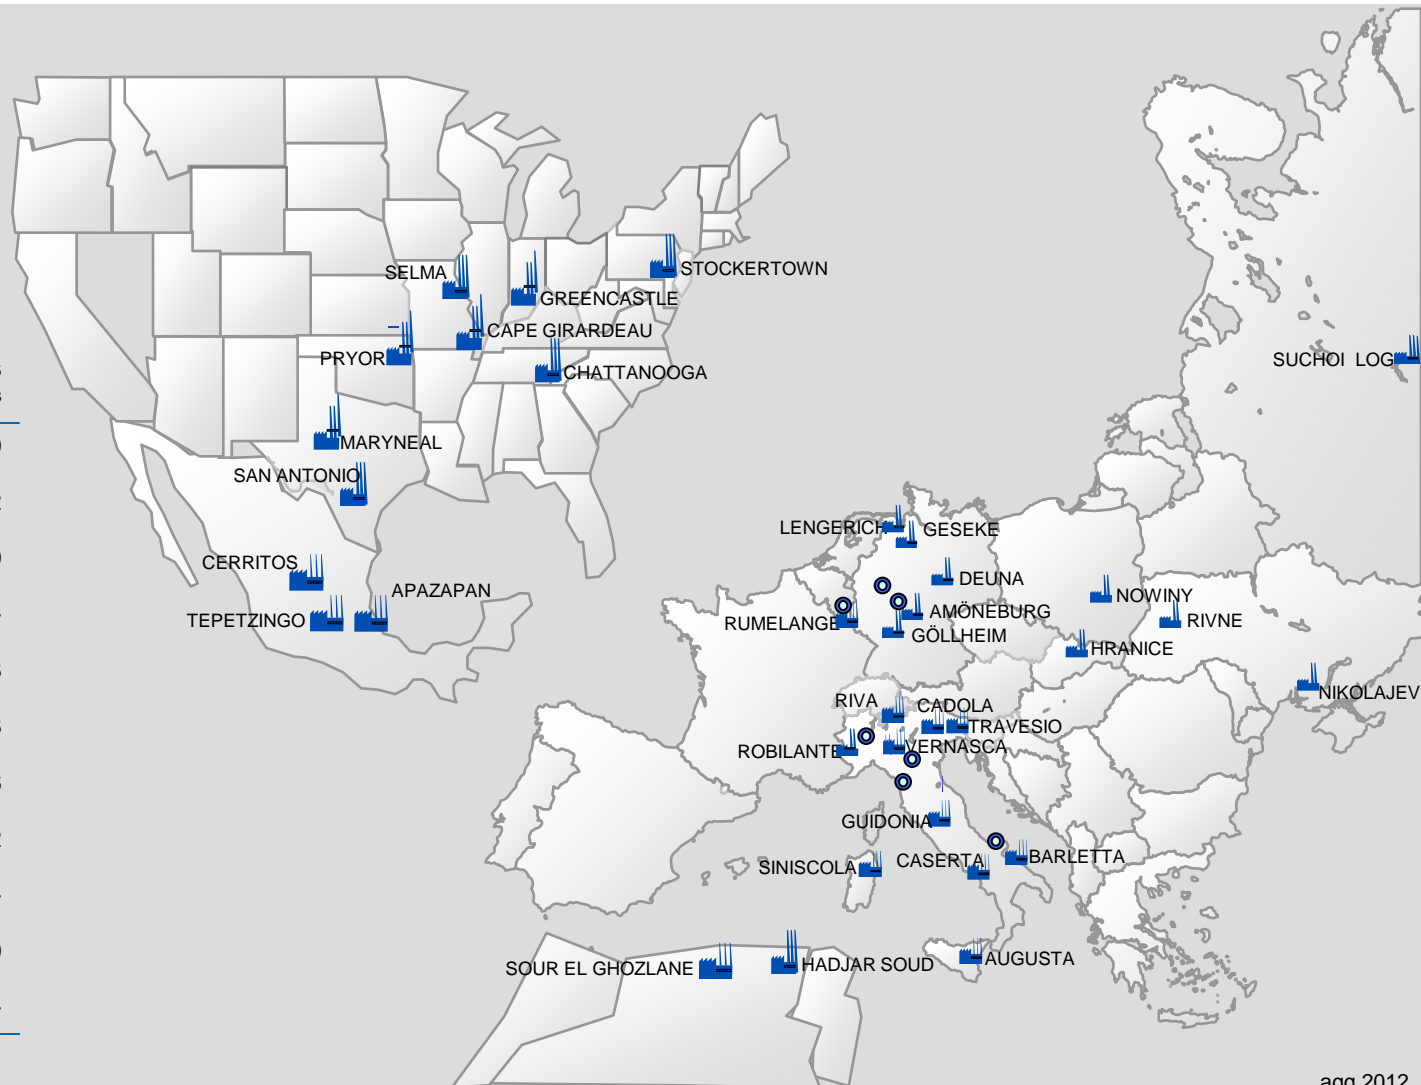 SELMA
STOCKERTOWN
GREENCASTLE
CAPE GIRARDEAU
PRYOR
CHATTANOOGA
SUCHOI LOG
MARYNEAL
SAN ANTONIO
LENGERICH
GESEKE
CERRITOS
APAZAPAN
DEUNA
NOWINY
TEPETZINGO
RUMELANGE
AMÖNEBURG
RIVNE
GÖLLHEIM
HRANICE
NIKOLAJEV
RIVA
CADOLA
TRAVESIO
ROBILANTE
VERNASCA
GUIDONIA
SINISCOLA
CASERTA
BARLETTA
SOUR EL GHOZLANE
HADJAR SOUD
AUGUSTA
agg 2012